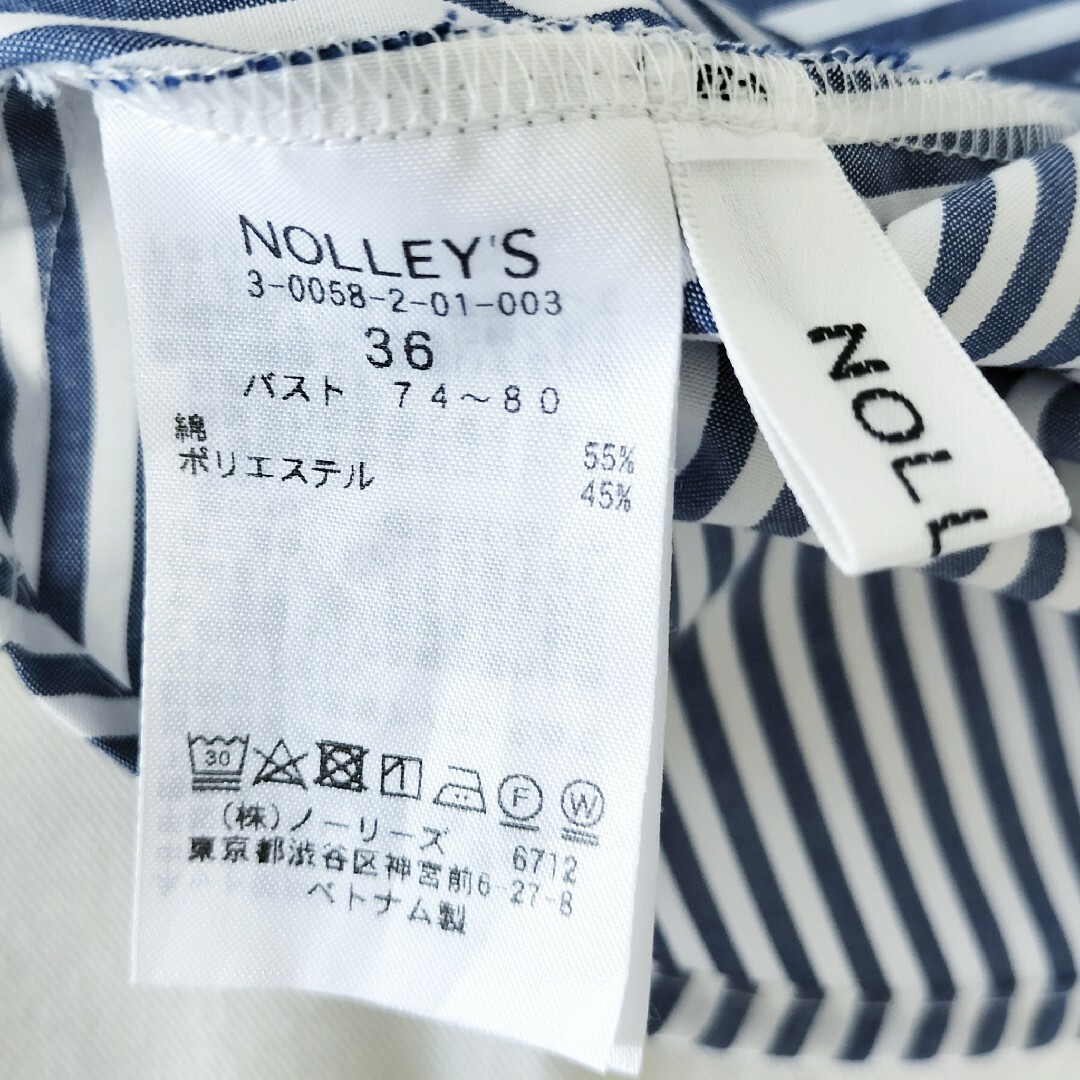 NOLLEY'S
3-0058-2-01-003
36
バスト 74～80
綿 55%
ポリエステル 45%
30
F W
(株)ノーリーズ 6712
東京都渋谷区神宮前6-27-8
ベトナム製
NOLL